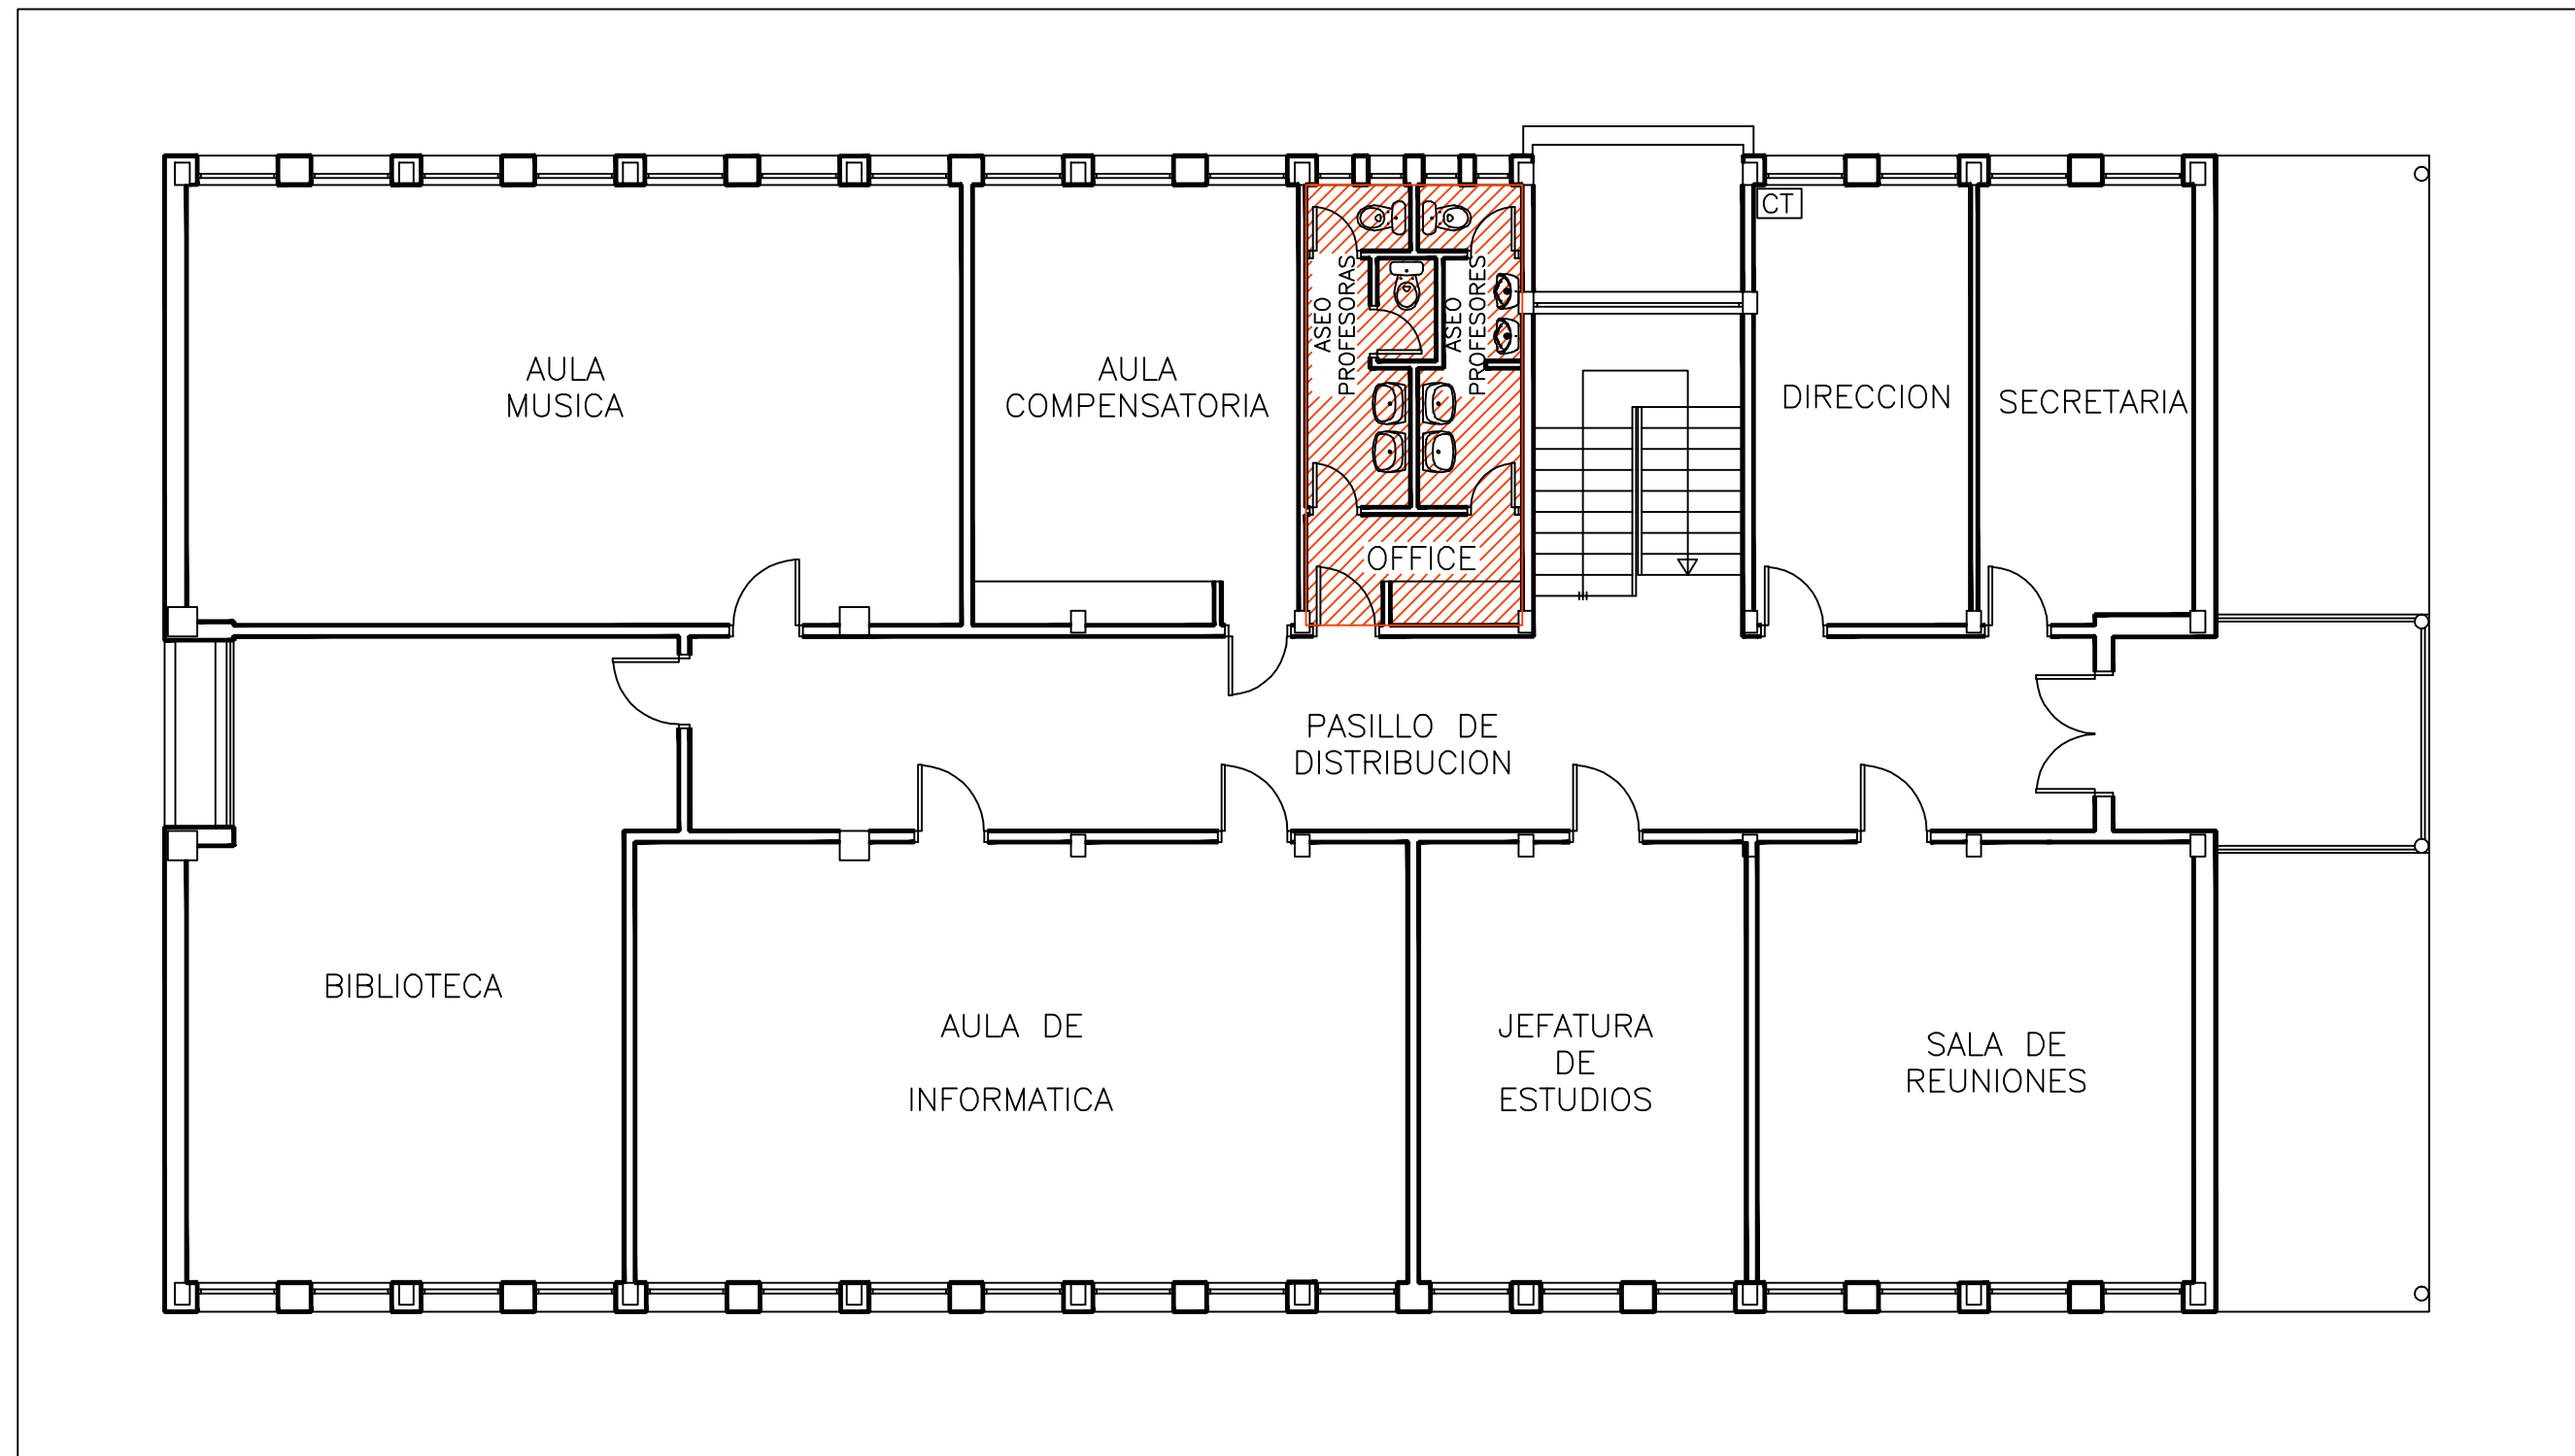 CT
ASEO
PROFESORAS
ASEO
PROFESORES
AULA
MUSICA
AULA
COMPENSATORIA
DIRECCION
SECRETARIA
OFFICE
PASILLO DE
DISTRIBUCION
BIBLIOTECA
AULA DE
INFORMATICA
JEFATURA
DE
ESTUDIOS
SALA DE
REUNIONES